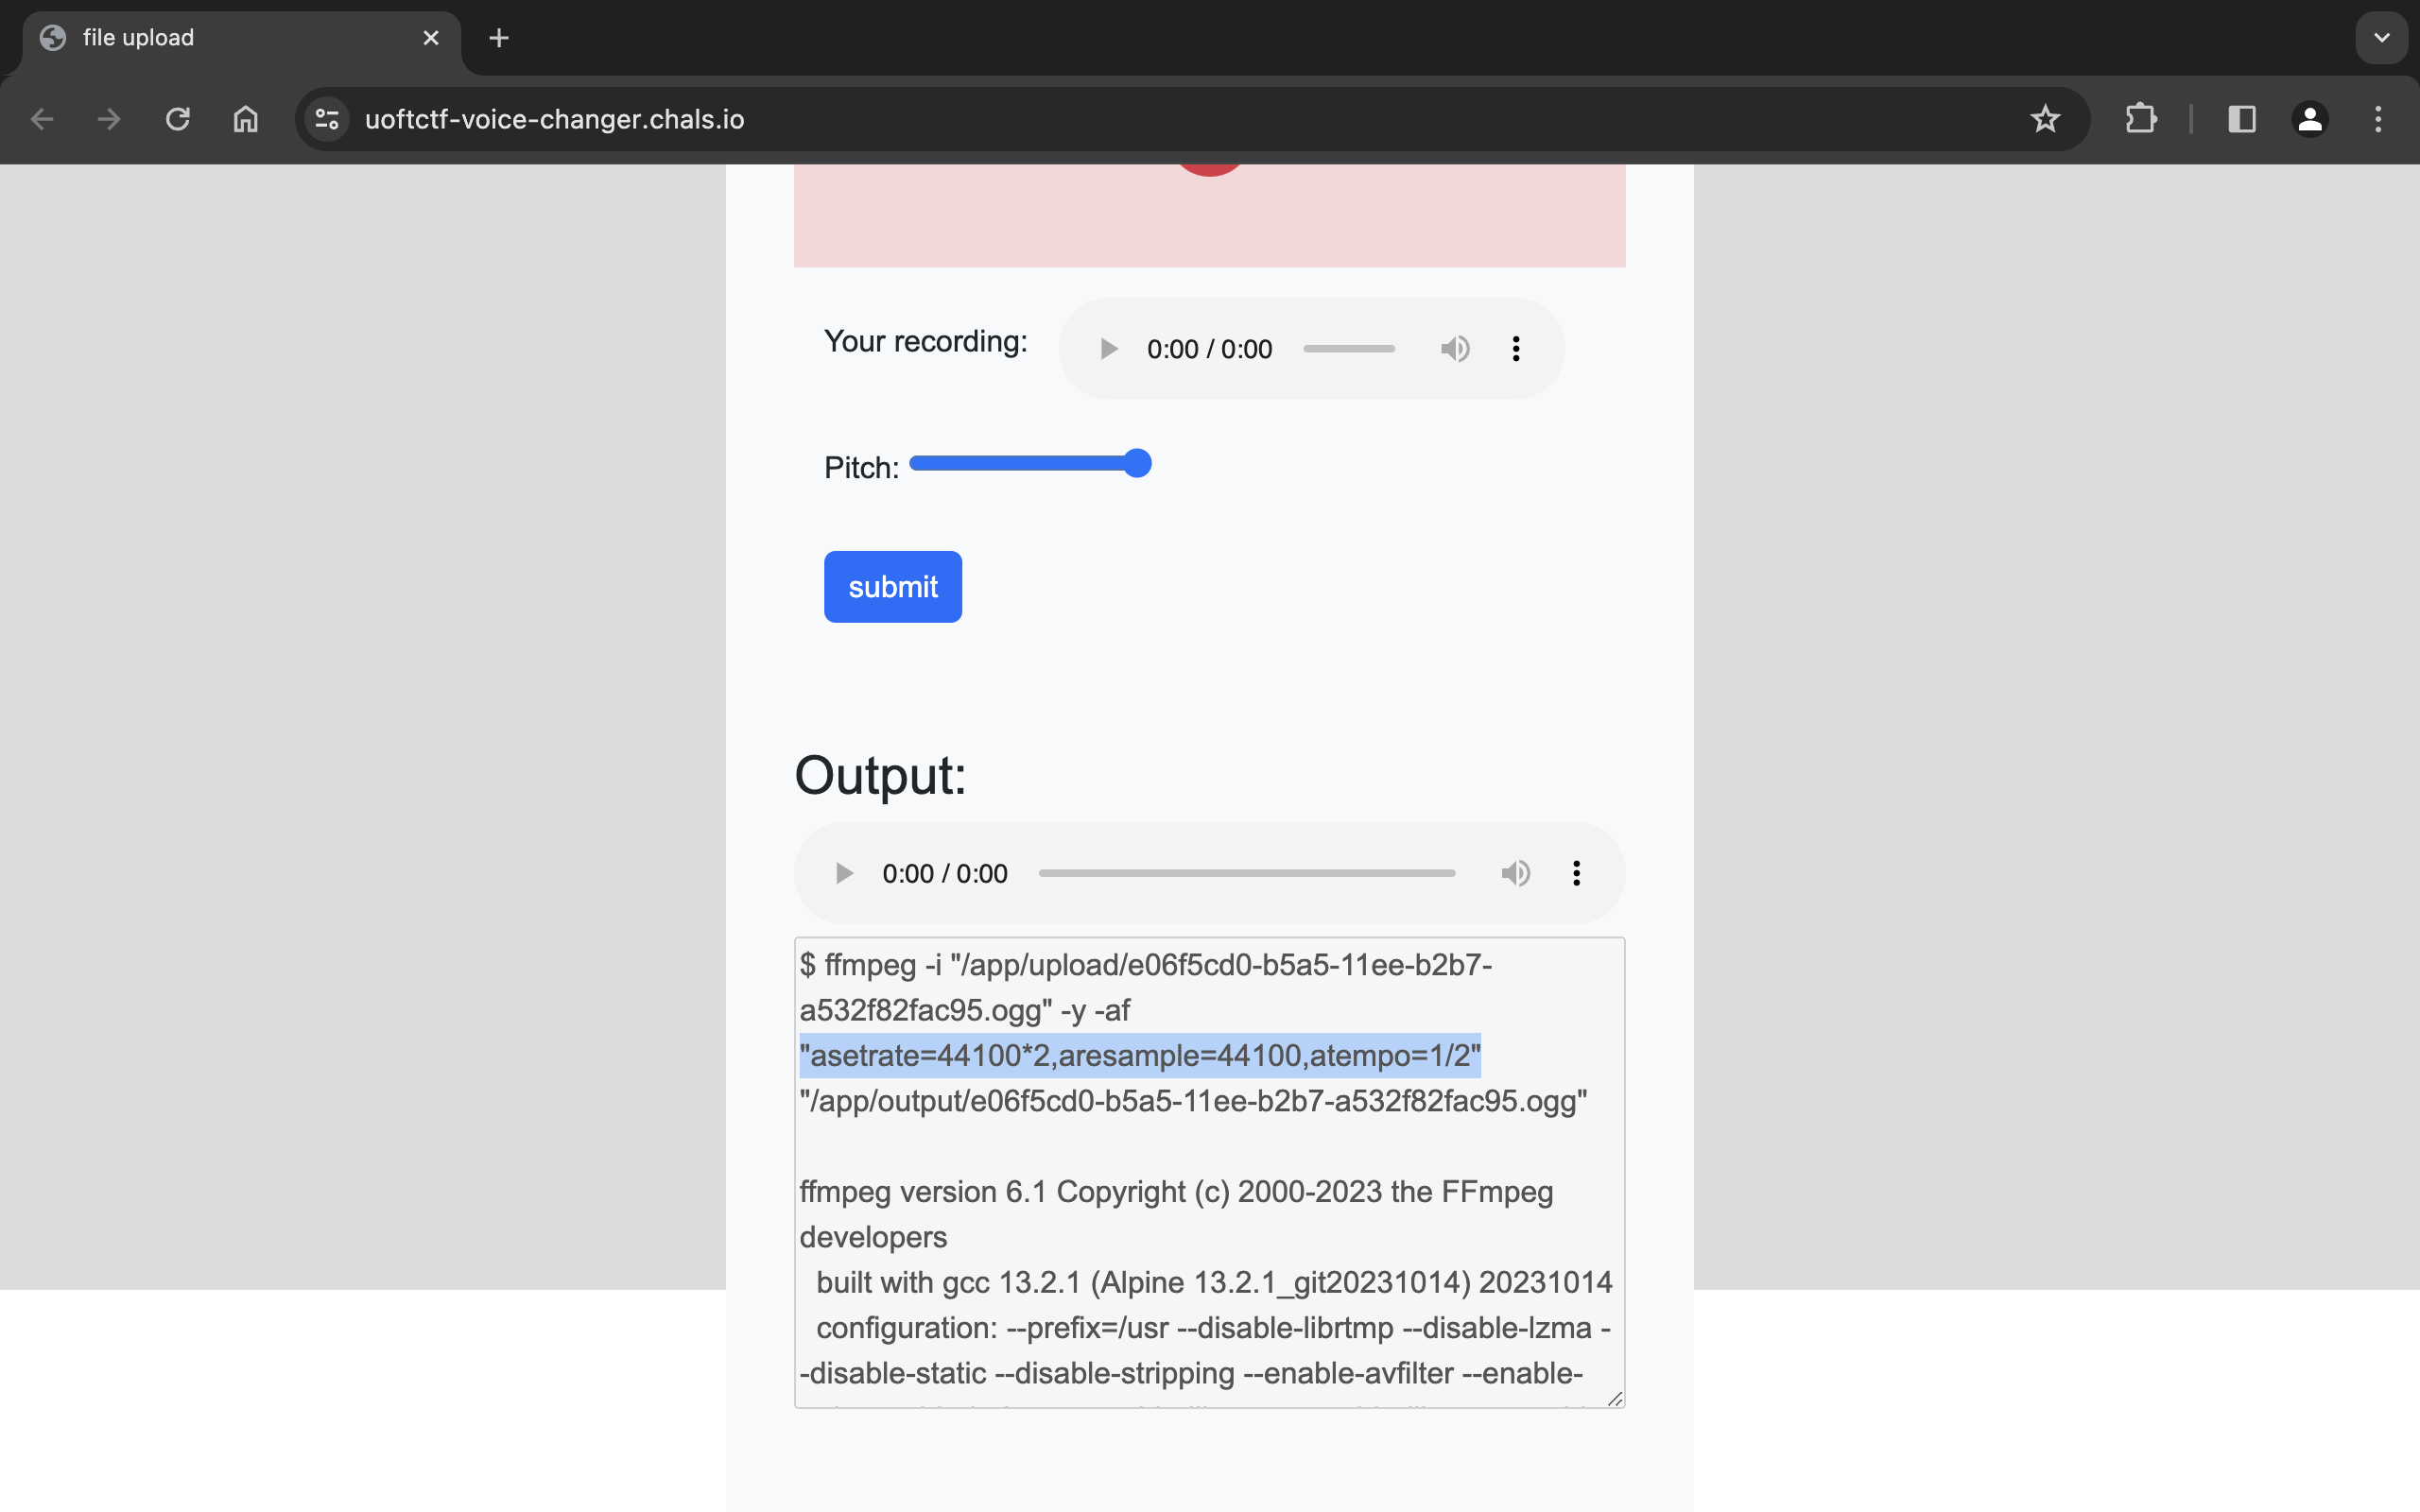 file upload
uoftctf-voice-changer.chals.io
Your recording:
0:00 / 0:00
Pitch:
submit
Output:
0:00 / 0:00
$ ffmpeg -i "/app/upload/e06f5cd0-b5a5-11ee-b2b7-
a532f82fac95.ogg" -y -af
"asetrate=44100*2,aresample=44100,atempo=1/2"
"/app/output/e06f5cd0-b5a5-11ee-b2b7-a532f82fac95.ogg"
ffmpeg version 6.1 Copyright (c) 2000-2023 the FFmpeg
developers
built with gcc 13.2.1 (Alpine 13.2.1_git20231014) 20231014
configuration: --prefix=/usr --disable-librtmp --disable-lzma -
-disable-static --disable-stripping --enable-avfilter --enable-